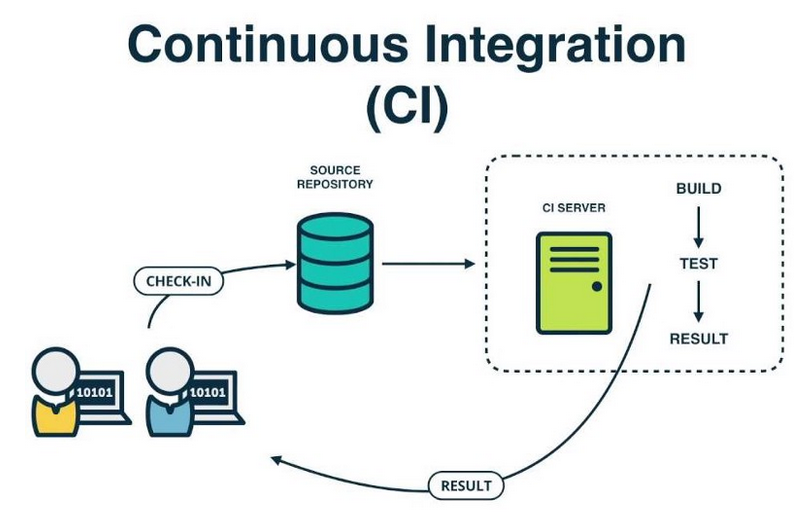 Continuous Integration
(CI)
SOURCE
REPOSITORY
BUILD
CI SERVER
TEST
CHECK-IN
RESULT
10101
10101
RESULT